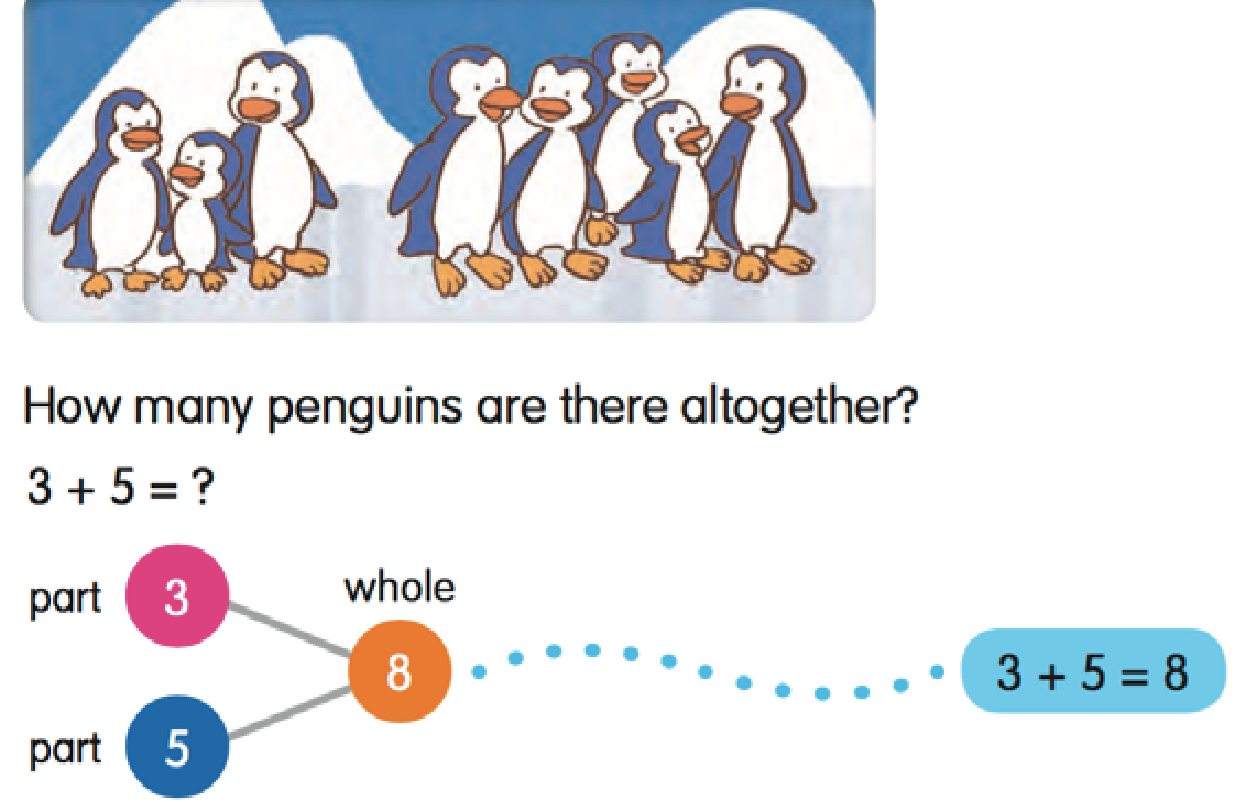 How many penguins are there altogether?
3 + 5 = ?
part 3
whole
8
3 + 5 = 8
part 5